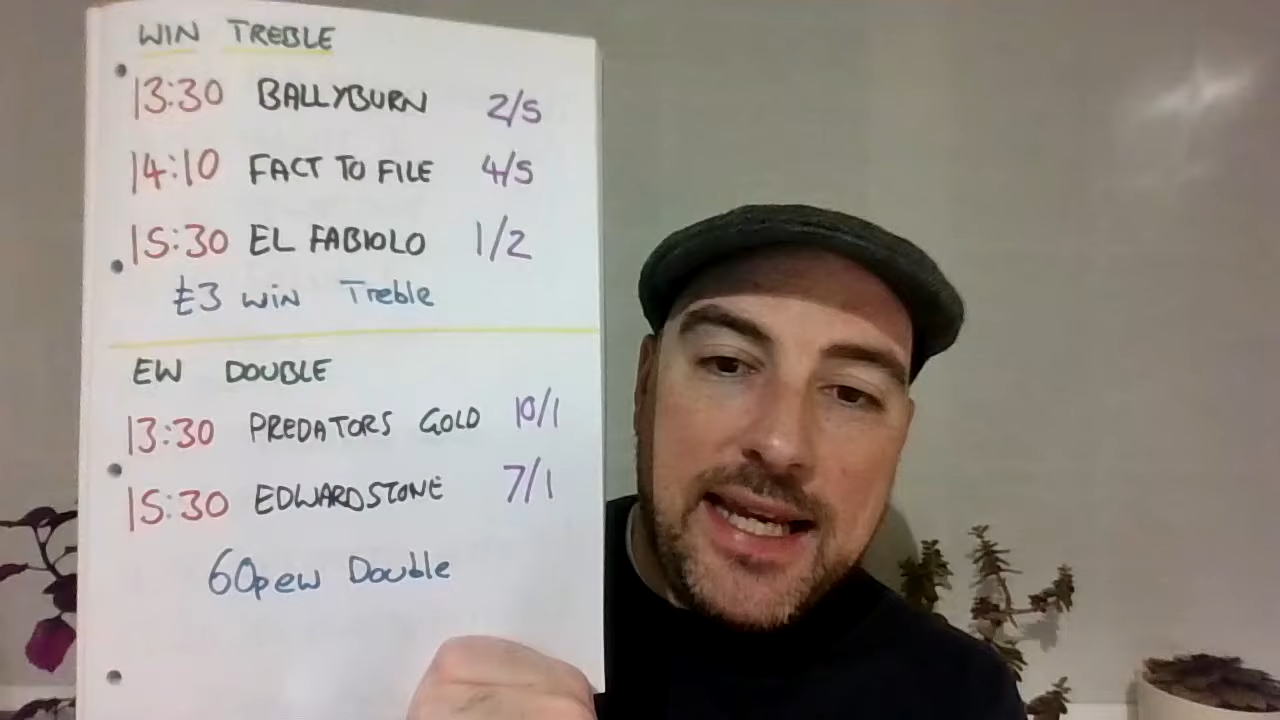 WIN TREBLE
13:30 BALLYBURN 2/5
14:10 FACT TO FILE 4/5
15:30 EL FABIOLO 1/2
£3 win Treble
EW DOUBLE
13:30 PREDATORS GOLD 10/1
15:30 EDWARDSTONE 7/1
60p ew Double